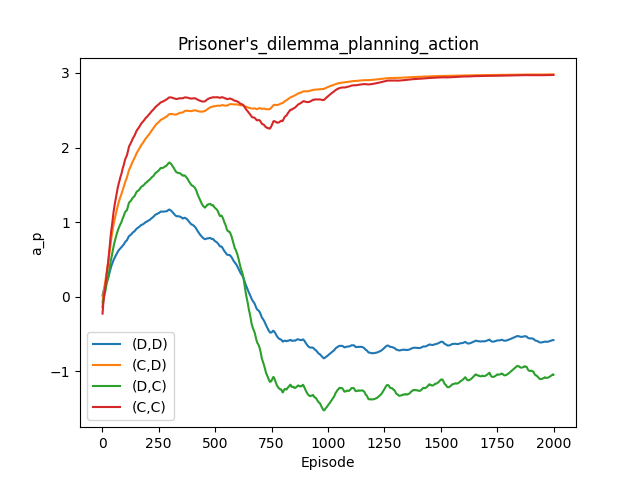 Prisoner's_dilemma_planning_action
3
2
1
0
−1
a_p
(D,D)
(C,D)
(D,C)
(C,C)
0 250 500 750 1000 1250 1500 1750 2000
Episode